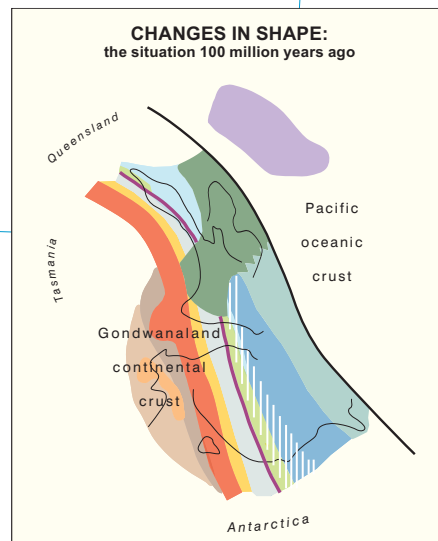 CHANGES IN SHAPE:
the situation 100 million years ago
Queensland
Pacific
oceanic
crust
Tasmania
Gondwanaland
continental
crust
Antarctica